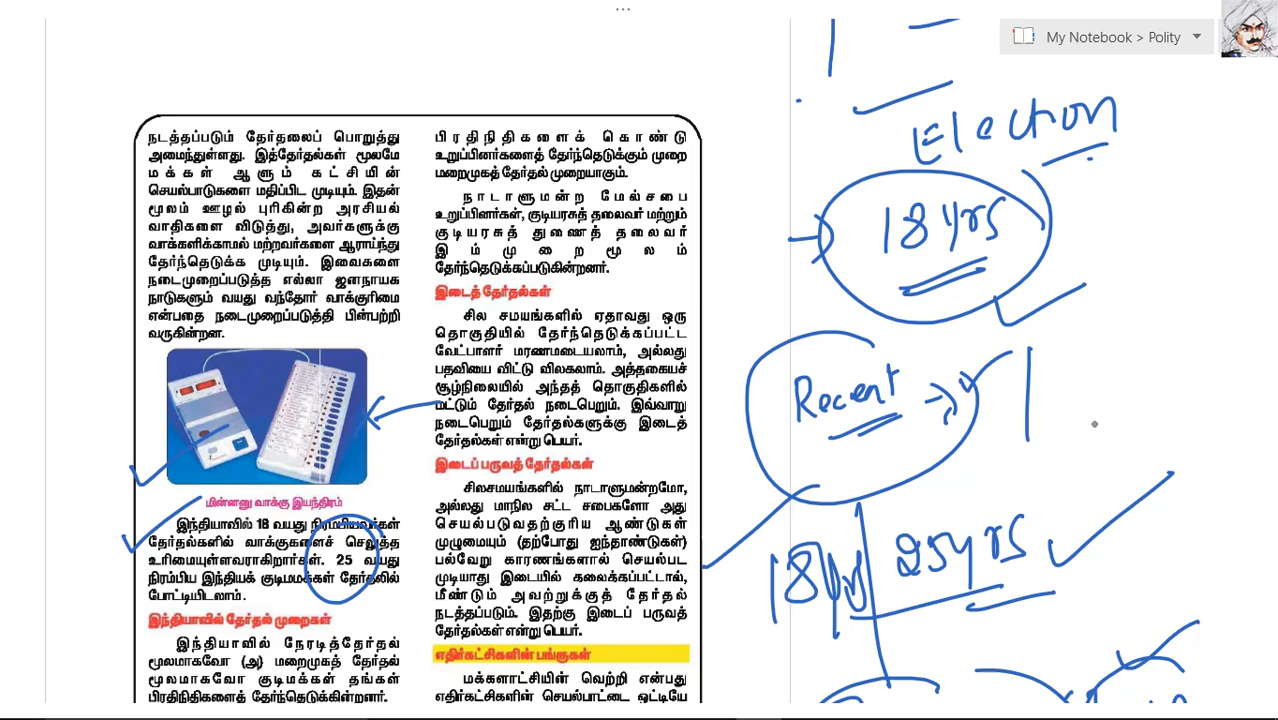 ...
My Notebook > Polity
நடத்தப்படும் தேர்தலைப் பொறுத்து
அமைந்துள்ளது. இத்தேர்தல்கள் மூலமே
மக்கள் ஆளும் கட்சியின்
செயல்பாடுகளை மதிப்பிட முடியும். இதன்
மூலம் ஊழல் புரிகின்ற அரசியல்
வாதிகளை விடுத்து, அவர்களுக்கு
வாக்களிக்காமல் மற்றவர்களை ஆராய்ந்து
தேர்ந்தெடுக்க முடியும். இவைகளை
நடைமுறைப்படுத்த எல்லா ஜனநாயக
நாடுகளும் வயது வந்தோர் வாக்குரிமை
என்பதை நடைமுறைப்படுத்தி பின்பற்றி
வருகின்றன.
மின்னனு வாக்கு இயந்திரம்
இந்தியாவில் 18 வயது நிரம்பியவர்கள்
தேர்தல்களில் வாக்குகளைச் செலுத்த
உரிமையுள்ளவராகிறார்கள். 25 வயது
நிரம்பிய இந்தியக் குடிமக்கள் தேர்தலில்
போட்டியிடலாம்.
இந்தியாவில் தேர்தல் முறைகள்
இந்தியாவில் நேரடித்தேர்தல்
மூலமாகவோ (அ) மறைமுகத் தேர்தல்
மூலமாகவோ குடிமக்கள் தங்கள்
பிரதிநிதிகளைத் தேர்ந்தெடுக்கின்றனர்.
பிரதிநிதிகளைக் கொண்டு
உறுப்பினர்களைத் தேர்ந்தெடுக்கும் முறை
மறைமுகத் தேர்தல் முறையாகும்.
நாடாளுமன்ற மேல்சபை
உறுப்பினர்கள், குடியரசுத் தலைவர் மற்றும்
குடியரசுத் துணைத் தலைவர்
இம்முறை மூலம்
தேர்ந்தெடுக்கப்படுகின்றனர்.
இடைத் தேர்தல்கள்
சில சமயங்களில் ஏதாவது ஒரு
தொகுதியில் தேர்ந்தெடுக்கப்பட்ட
வேட்பாளர் மரணமடையலாம், அல்லது
பதவியை விட்டு விலகலாம். அத்தகையச்
சூழ்நிலையில் அந்தத் தொகுதிகளில்
மட்டும் தேர்தல் நடைபெறும். இவ்வாறு
நடைபெறும் தேர்தல்களுக்கு இடைத்
தேர்தல்கள் என்று பெயர்.
இடைப் பருவத் தேர்தல்கள்
சிலசமயங்களில் நாடாளுமன்றமோ,
அல்லது மாநில சட்ட சபைகளோ அது
செயல்படுவதற்குரிய ஆண்டுகள்
முழுமையும் (தற்போது ஐந்தாண்டுகள்)
பல்வேறு காரணங்களால் செயல்பட
முடியாது இடையில் கலைக்கப்பட்டால்,
மீண்டும் அவற்றுக்குத் தேர்தல்
நடத்தப்படும். இதற்கு இடைப் பருவத்
தேர்தல்கள் என்று பெயர்.
எதிர்கட்சிகளின் பங்குகள்
மக்களாட்சியின் வெற்றி என்பது
எதிர்கட்சிகளின் செயல்பாட்டை ஒட்டியே
Election
18 yrs
Recent
18 yrs
25 yrs